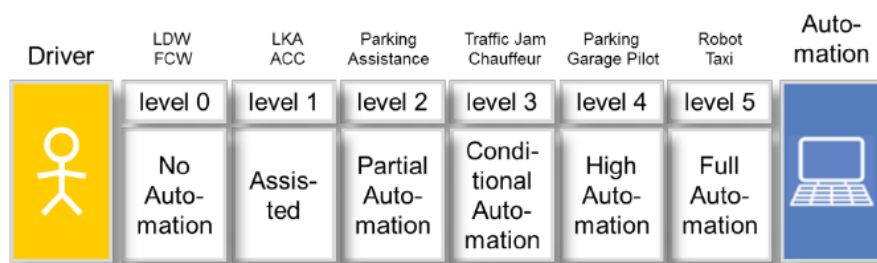 Driver
LDW
FCW
LKA
ACC
Parking
Assistance
Traffic Jam
Chauffeur
Parking
Garage Pilot
Robot
Taxi
Auto-
mation
level 0
level 1
level 2
level 3
level 4
level 5
No
Auto-
mation
Assis-
ted
Partial
Auto-
mation
Condi-
tional
Auto-
mation
High
Auto-
mation
Full
Auto-
mation